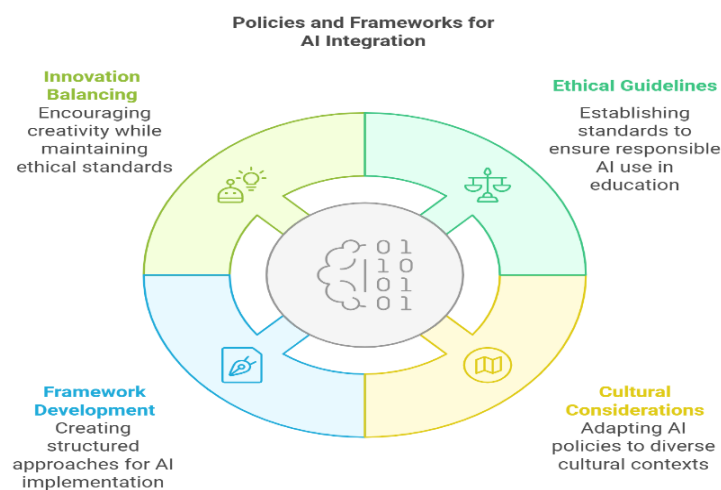 Policies and Frameworks for
AI Integration
Innovation
Balancing
Encouraging
creativity while
maintaining
ethical standards
Ethical Guidelines
Establishing
standards to
ensure responsible
AI use in
education
01
10
01
01
Framework
Development
Creating
structured
approaches for AI
implementation
Cultural
Considerations
Adapting AI
policies to diverse
cultural contexts